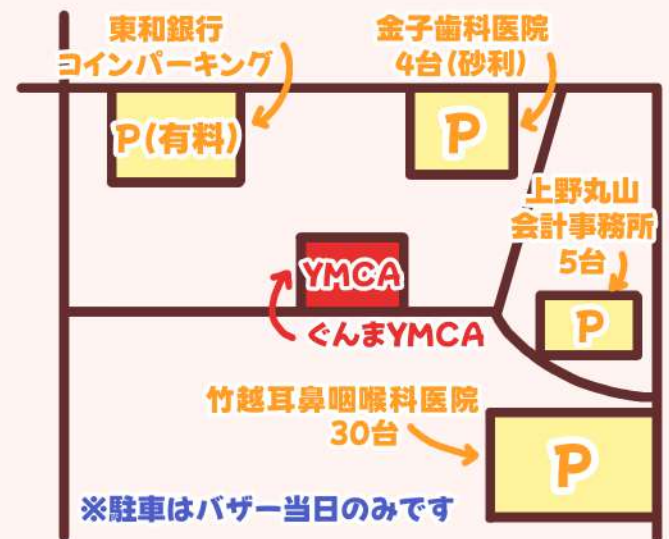 東和銀行
コインパーキング
P(有料)
金子歯科医院
4台(砂利)
P
上野丸山
会計事務所
5台
P
YMCA
ぐんまYMCA
竹越耳鼻咽喉科医院
30台
P
※駐車はバザー当日のみです